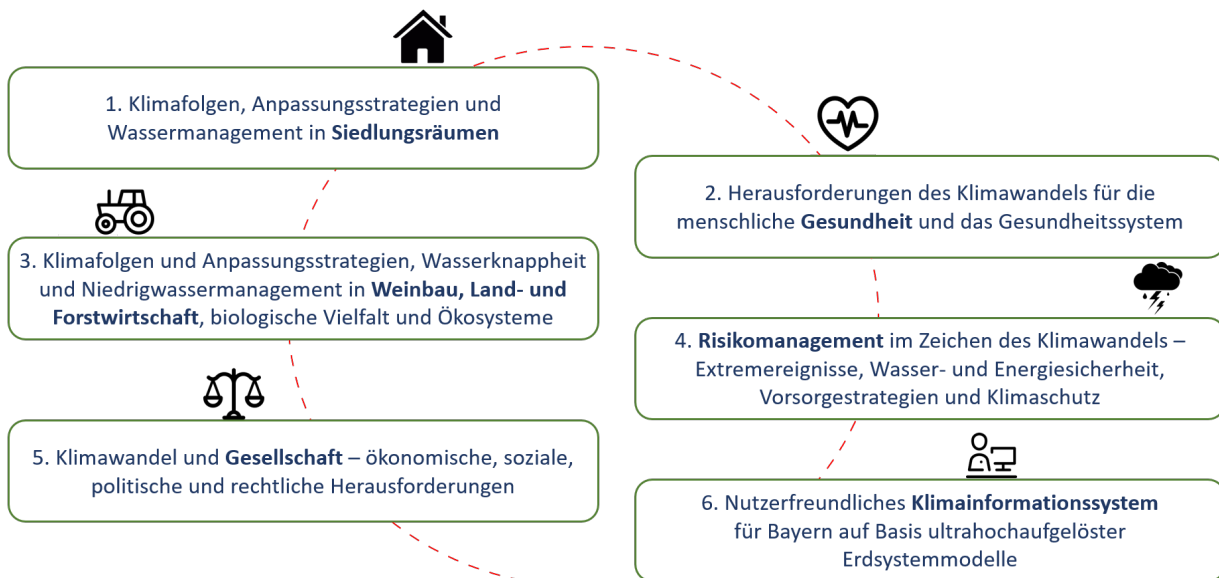 1. Klimafolgen, Anpassungsstrategien und
Wassermanagement in Siedlungsräumen
2. Herausforderungen des Klimawandels für die
menschliche Gesundheit und das Gesundheitssystem
3. Klimafolgen und Anpassungsstrategien, Wasserknappheit
und Niedrigwassermanagement in Weinbau, Land- und
Forstwirtschaft, biologische Vielfalt und Ökosysteme
4. Risikomanagement im Zeichen des Klimawandels –
Extremereignisse, Wasser- und Energiesicherheit,
Vorsorgestrategien und Klimaschutz
5. Klimawandel und Gesellschaft – ökonomische, soziale,
politische und rechtliche Herausforderungen
6. Nutzerfreundliches Klimainformationssystem
für Bayern auf Basis ultrahochaufgelöster
Erdsystemmodelle